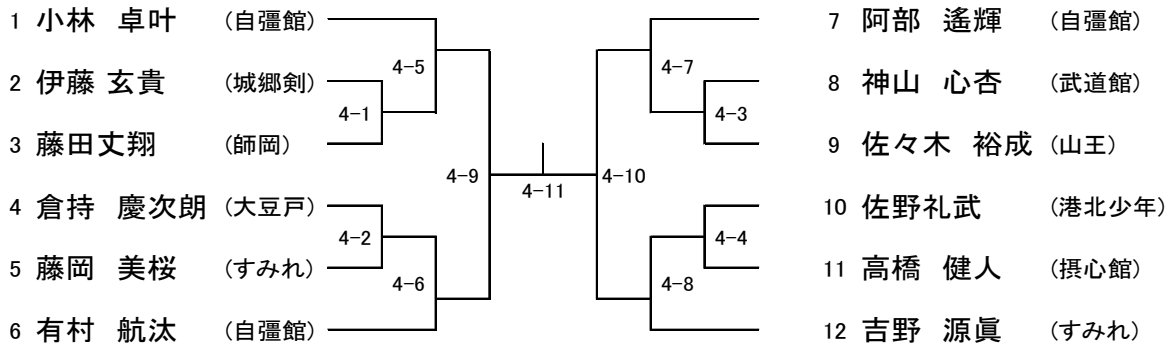 1 小林 卓叶 (自彊館)
4-5
2 伊藤 玄貴 (城郷剣)
4-1
3 藤田丈翔 (師岡)
4-9
4 倉持 慶次朗 (大豆戸)
4-2
5 藤岡 美桜 (すみれ)
4-6
6 有村 航汰 (自彊館)
4-11
7 阿部 遙輝 (自彊館)
4-7
8 神山 心杏 (武道館)
4-3
9 佐々木 裕成 (山王)
4-10
10 佐野礼武 (港北少年)
4-4
11 高橋 健人 (摂心館)
4-8
12 吉野 源眞 (すみれ)